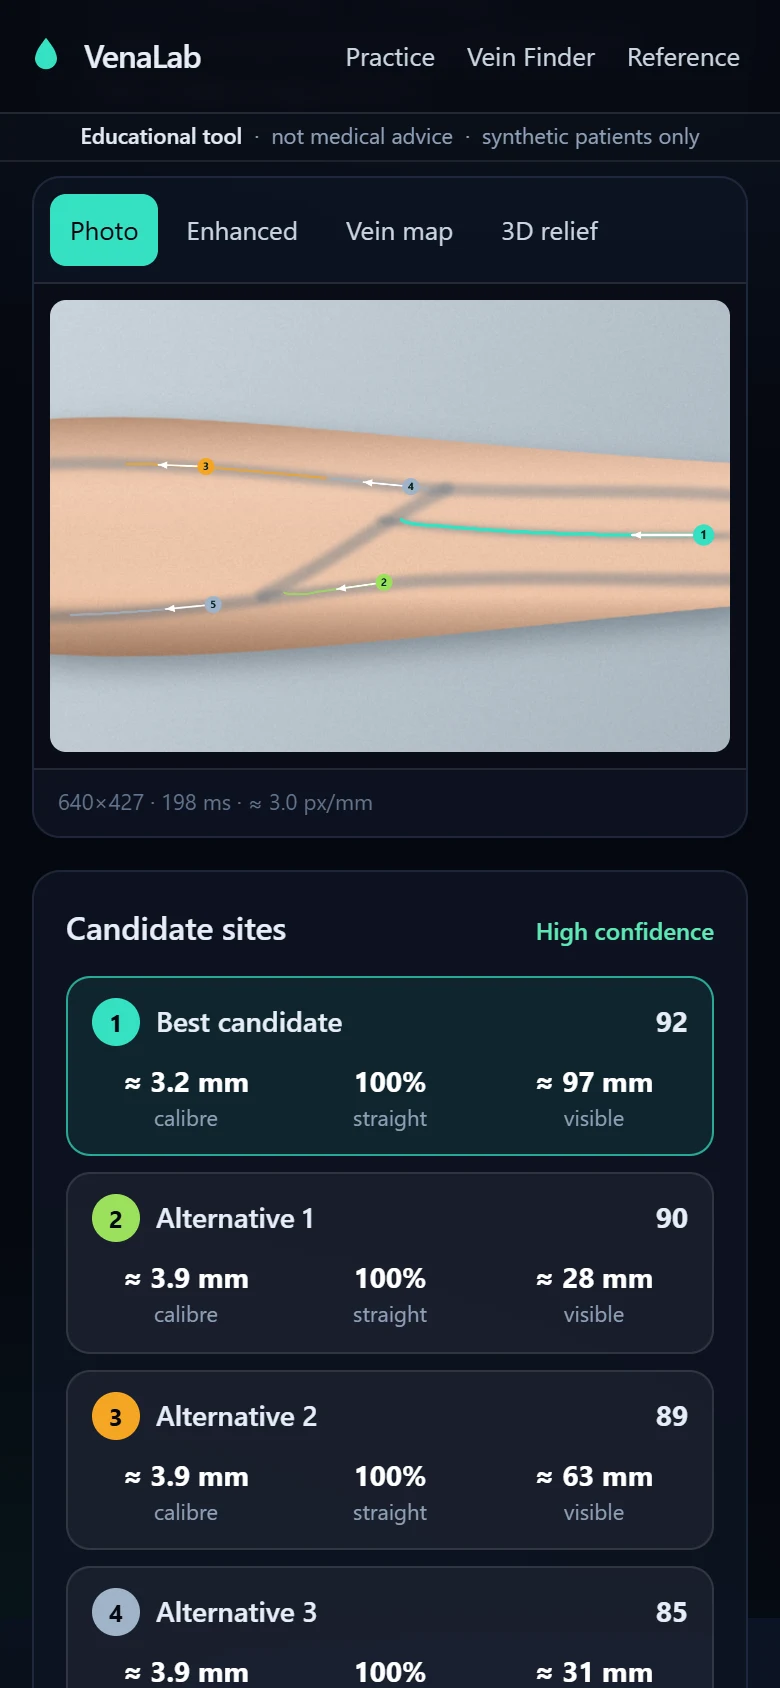 VenaLab
Practice Vein Finder Reference
Educational tool · not medical advice · synthetic patients only
Photo Enhanced Vein map 3D relief
3
4
1
2
5
640×427 · 198 ms · ≈ 3.0 px/mm
Candidate sites High confidence
1 Best candidate 92
≈ 3.2 mm 100% ≈ 97 mm
calibre straight visible
2 Alternative 1 90
≈ 3.9 mm 100% ≈ 28 mm
calibre straight visible
3 Alternative 2 89
≈ 3.9 mm 100% ≈ 63 mm
calibre straight visible
4 Alternative 3 85
≈ 3.9 mm 100% ≈ 31 mm